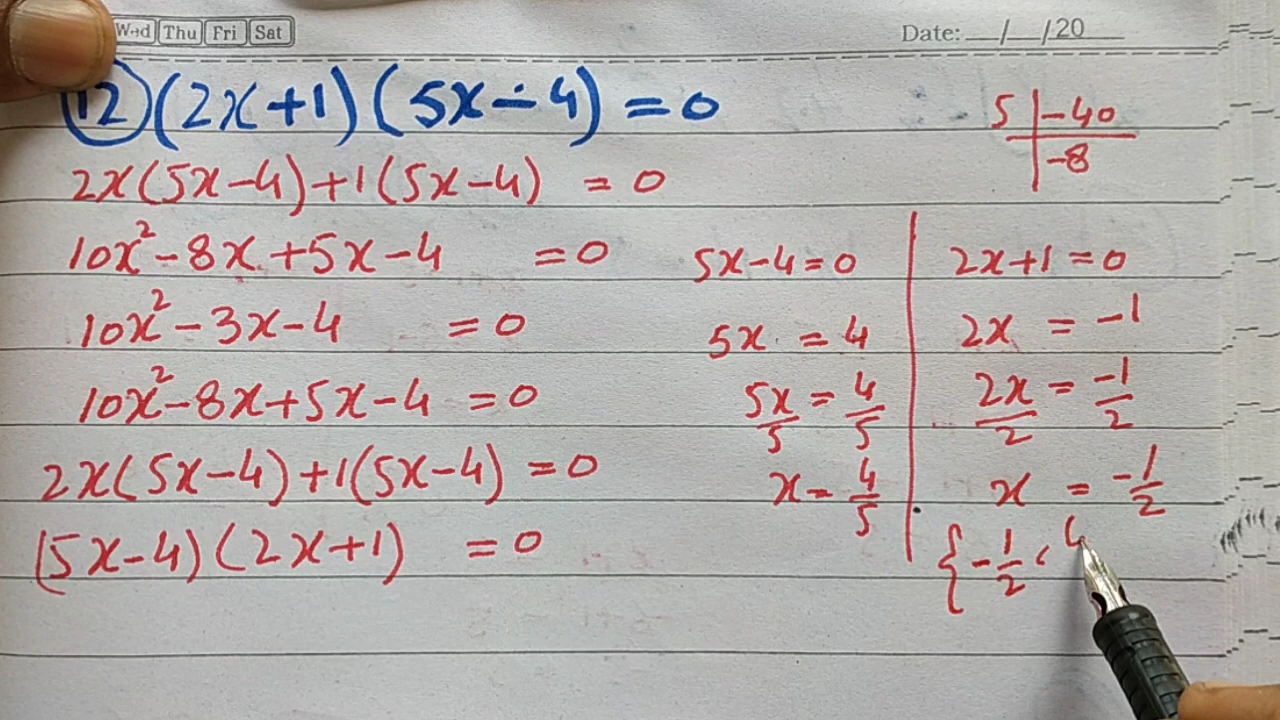 Wed Thu Fri Sat
Date: __/__/20___
12 (2x+1)(5x-4)=0
5 | -40
-8
2x(5x-4)+1(5x-4) =0
10x²-8x+5x-4 =0
10x²-3x-4 =0
10x²-8x+5x-4 =0
2x(5x-4)+1(5x-4)=0
(5x-4)(2x+1) =0
5x-4=0
5x = 4
5x/5 = 4/5
x= 4/5
2x+1=0
2x = -1
2x/2 = -1/2
x = -1/2
{-1/2 ,